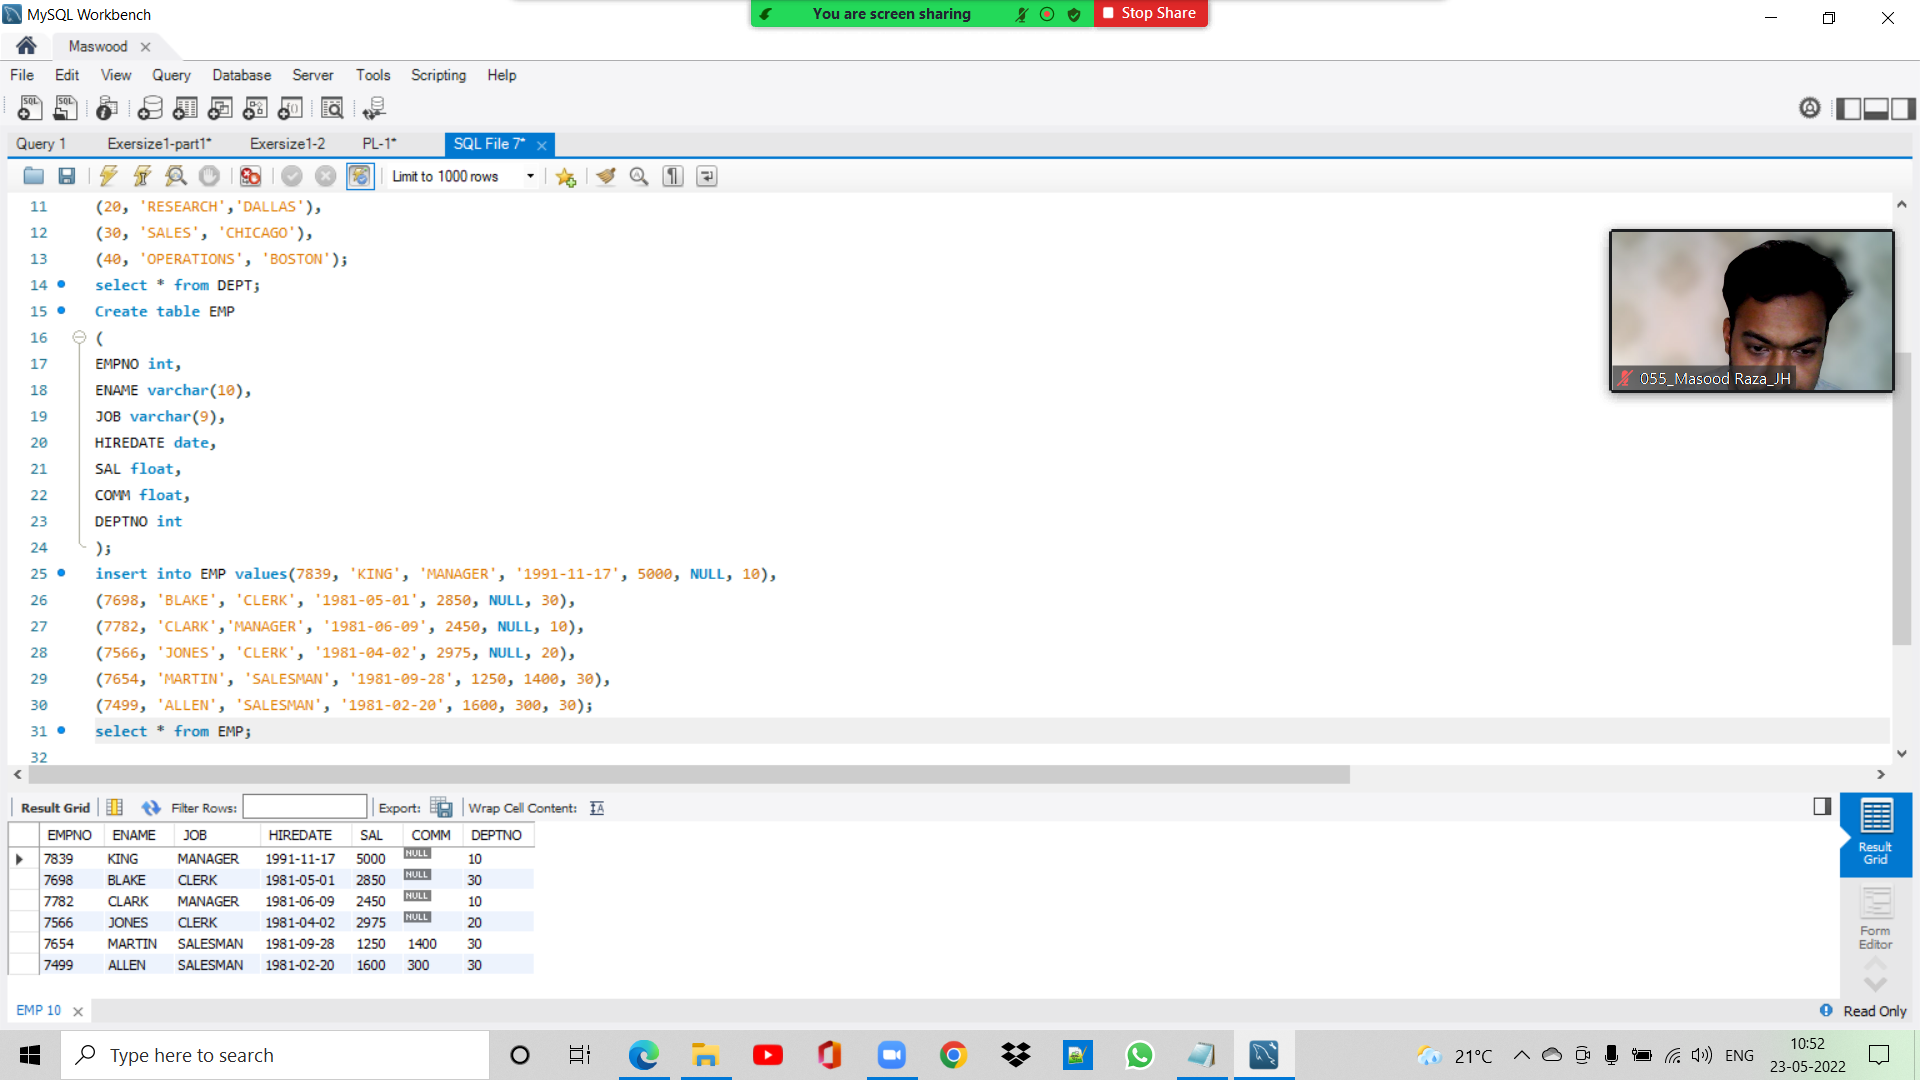 MySQL Workbench
You are screen sharing
Stop Share
Maswood
File Edit View Query Database Server Tools Scripting Help
Query 1 Exersize1-part1* Exersize1-2 PL-1* SQL File 7*
Limit to 1000 rows
11 (20, 'RESEARCH','DALLAS'),
12 (30, 'SALES', 'CHICAGO'),
13 (40, 'OPERATIONS', 'BOSTON');
14 select * from DEPT;
15 Create table EMP
16 (
17 EMPNO int,
18 ENAME varchar(10),
19 JOB varchar(9),
20 HIREDATE date,
21 SAL float,
22 COMM float,
23 DEPTNO int
24 );
25 insert into EMP values(7839, 'KING', 'MANAGER', '1991-11-17', 5000, NULL, 10),
26 (7698, 'BLAKE', 'CLERK', '1981-05-01', 2850, NULL, 30),
27 (7782, 'CLARK','MANAGER', '1981-06-09', 2450, NULL, 10),
28 (7566, 'JONES', 'CLERK', '1981-04-02', 2975, NULL, 20),
29 (7654, 'MARTIN', 'SALESMAN', '1981-09-28', 1250, 1400, 30),
30 (7499, 'ALLEN', 'SALESMAN', '1981-02-20', 1600, 300, 30);
31 select * from EMP;
32
055_Masood Raza_JH
Result Grid Filter Rows: Export: Wrap Cell Content:
EMPNO ENAME JOB HIREDATE SAL COMM DEPTNO
7839 KING MANAGER 1991-11-17 5000 NULL 10
7698 BLAKE CLERK 1981-05-01 2850 NULL 30
7782 CLARK MANAGER 1981-06-09 2450 NULL 10
7566 JONES CLERK 1981-04-02 2975 NULL 20
7654 MARTIN SALESMAN 1981-09-28 1250 1400 30
7499 ALLEN SALESMAN 1981-02-20 1600 300 30
Result
Grid
Form
Editor
EMP 10
Read Only
Type here to search
21°C
ENG
10:52
23-05-2022